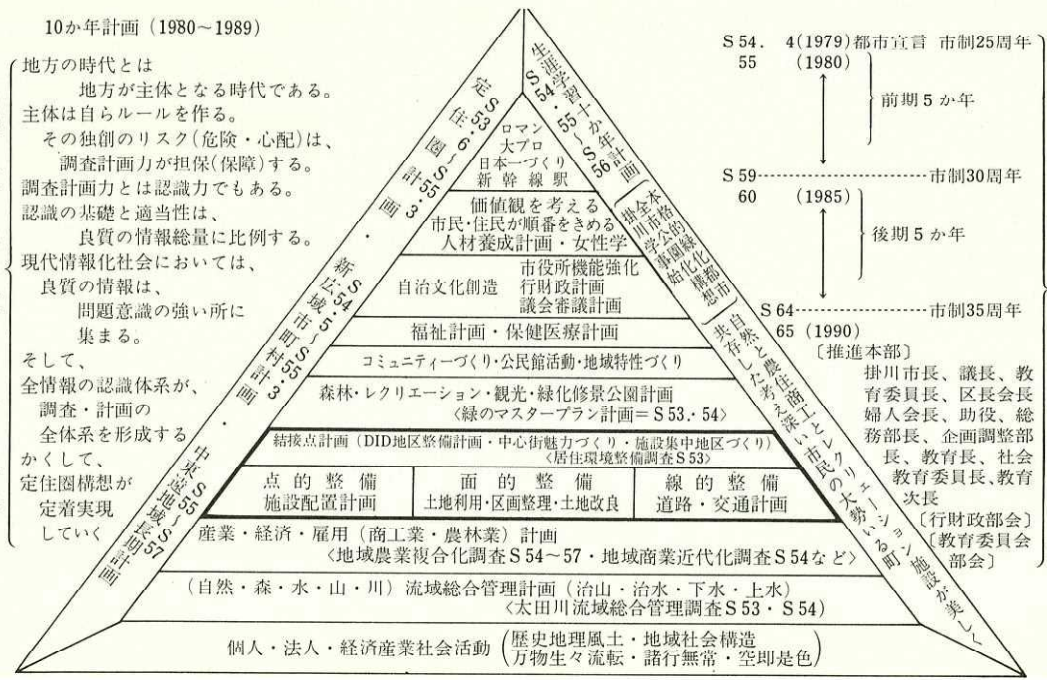 10か年計画（1980～1989）
地方の時代とは
地方が主体となる時代である。
主体は自らルールを作る。
その独創のリスク（危険・心配）は、
調査計画力が担保（保障）する。
調査計画力とは認識力でもある。
認識の基礎と適当性は、
良質の情報総量に比例する。
現代情報化社会においては、
良質の情報は、
問題意識の強い所に
集まる。
そして、
全情報の認識体系が、
調査・計画の
全体系を形成する
かくして、
定住圏構想が
定着実現
していく
S53・6～S55・3
定住圏計画・
S54・5～S55・3
新広域市町村計画・
S55～S57
中東遠地域長期計画
生涯学習十か年計画
S54・55～S56
ロマン
大プロ
日本一づくり
新幹線駅
価値観を考える
市民・住民が順番をきめる
人材養成計画・女性学
自治文化創造
市役所機能強化
行財政計画
議会審議計画
福祉計画・保健医療計画
コミュニティーづくり・公民館活動・地域特性づくり
森林・レクリエーション・観光・緑化修景公園計画
〈緑のマスタープラン計画＝S53・54〉
結接点計画（DID地区整備計画・中心街魅力づくり・施設集中地区づくり）
〈居住環境整備調査S53〉
点的整備
施設配置計画
面的整備
土地利用・区画整理・土地改良
線的整備
道路・交通計画
産業・経済・雇用（商工業・農林業）計画
〈地域農業複合化調査S54～57・地域商業近代化調査S54など〉
（自然・森・水・山・川）流域総合管理計画（治山・治水・下水・上水）
〈太田川流域総合管理調査S53・S54〉
個人・法人・経済産業社会活動
（歴史地理風土・地域社会構造
万物生々流転・諸行無常・空即是色）
全市公園化都市構想
本格的緑化
掛川学事始
自然と農住商工とレクリェーション施設が美しく
共存した考え深い市民の大勢いる町
S54. 4（1979）都市宣言 市制25周年
55 （1980）
前期5か年
S59 市制30周年
60 （1985）
後期5か年
S64 市制35周年
65（1990）
〔推進本部〕
掛川市長、議長、教
育委員長、区長会長
婦人会長、助役、総
務部長、企画調整部
長、教育長、社会
教育委員長、教育
次長
〔行財政部会〕
〔教育委員会
部会〕